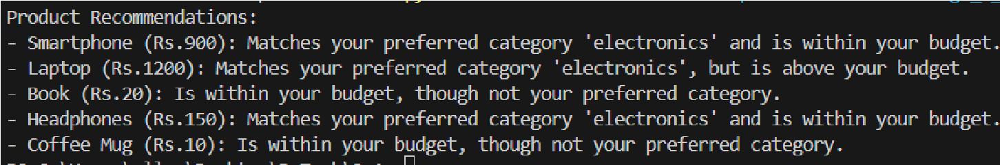 Product Recommendations:
- Smartphone (Rs.900): Matches your preferred category 'electronics' and is within your budget.
- Laptop (Rs.1200): Matches your preferred category 'electronics', but is above your budget.
- Book (Rs.20): Is within your budget, though not your preferred category.
- Headphones (Rs.150): Matches your preferred category 'electronics' and is within your budget.
- Coffee Mug (Rs.10): Is within your budget, though not your preferred category.